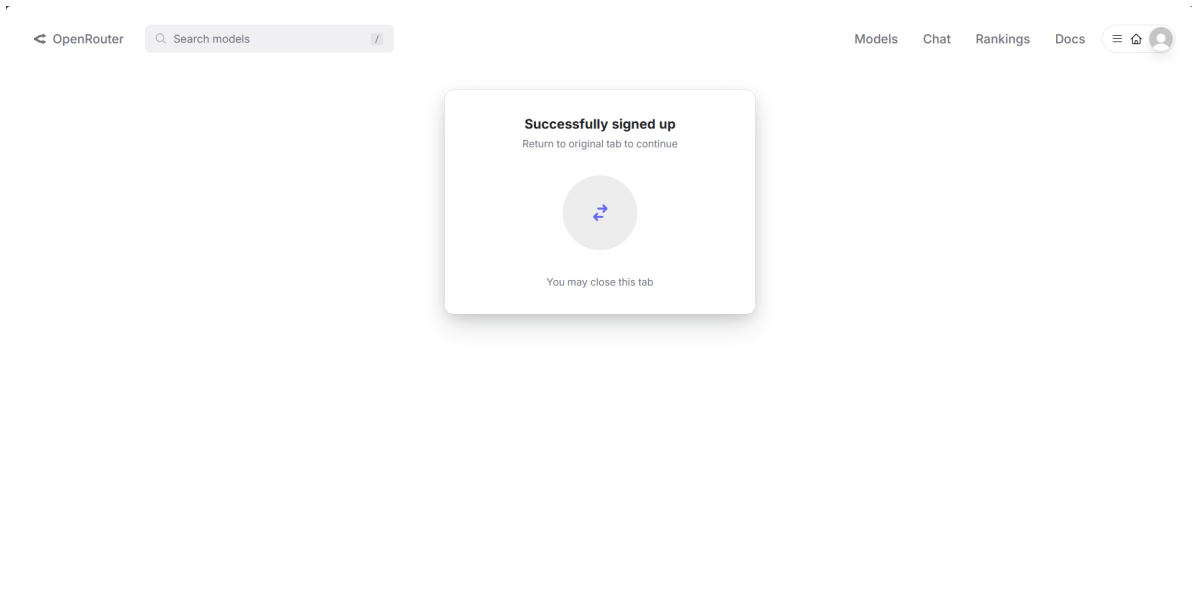 OpenRouter
Search models
/
Models
Chat
Rankings
Docs
Successfully signed up
Return to original tab to continue
You may close this tab